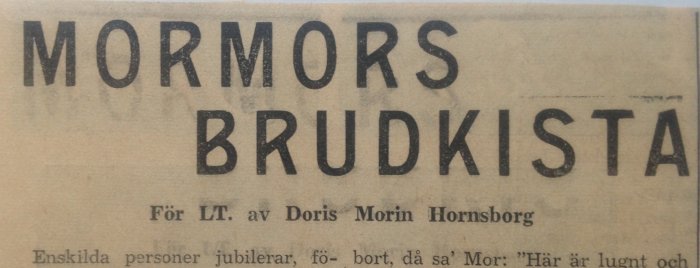 MORMORS
BRUDKISTA
För LT. av Doris Morin Hornsborg
Enskilda personer jubilerar, fö-
bort, då sa' Mor: "Här är lugnt och